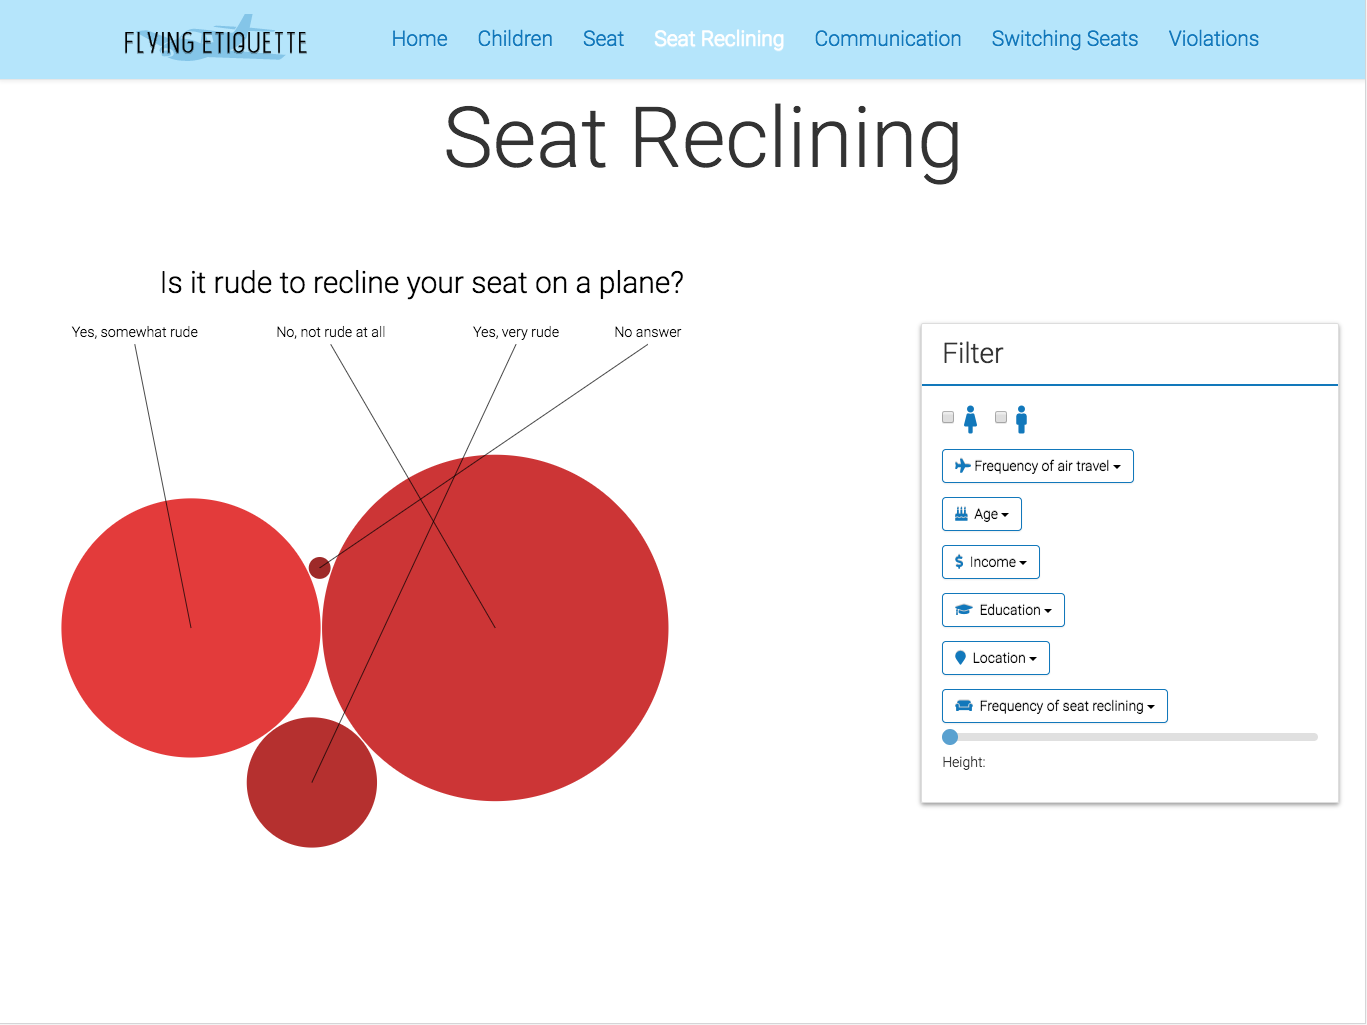 FLYING ETIQUETTE
Home Children Seat Seat Reclining Communication Switching Seats Violations
Seat Reclining
Is it rude to recline your seat on a plane?
Yes, somewhat rude No, not rude at all Yes, very rude No answer
Filter
Frequency of air travel
Age
Income
Education
Location
Frequency of seat reclining
Height: